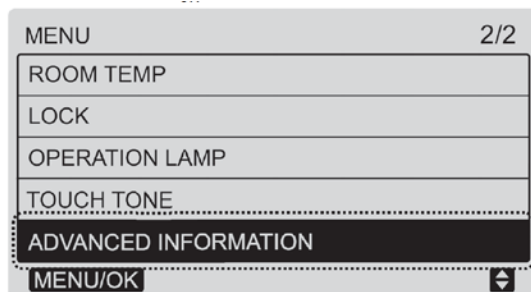 MENU 2/2
ROOM TEMP
LOCK
OPERATION LAMP
TOUCH TONE
ADVANCED INFORMATION
MENU/OK